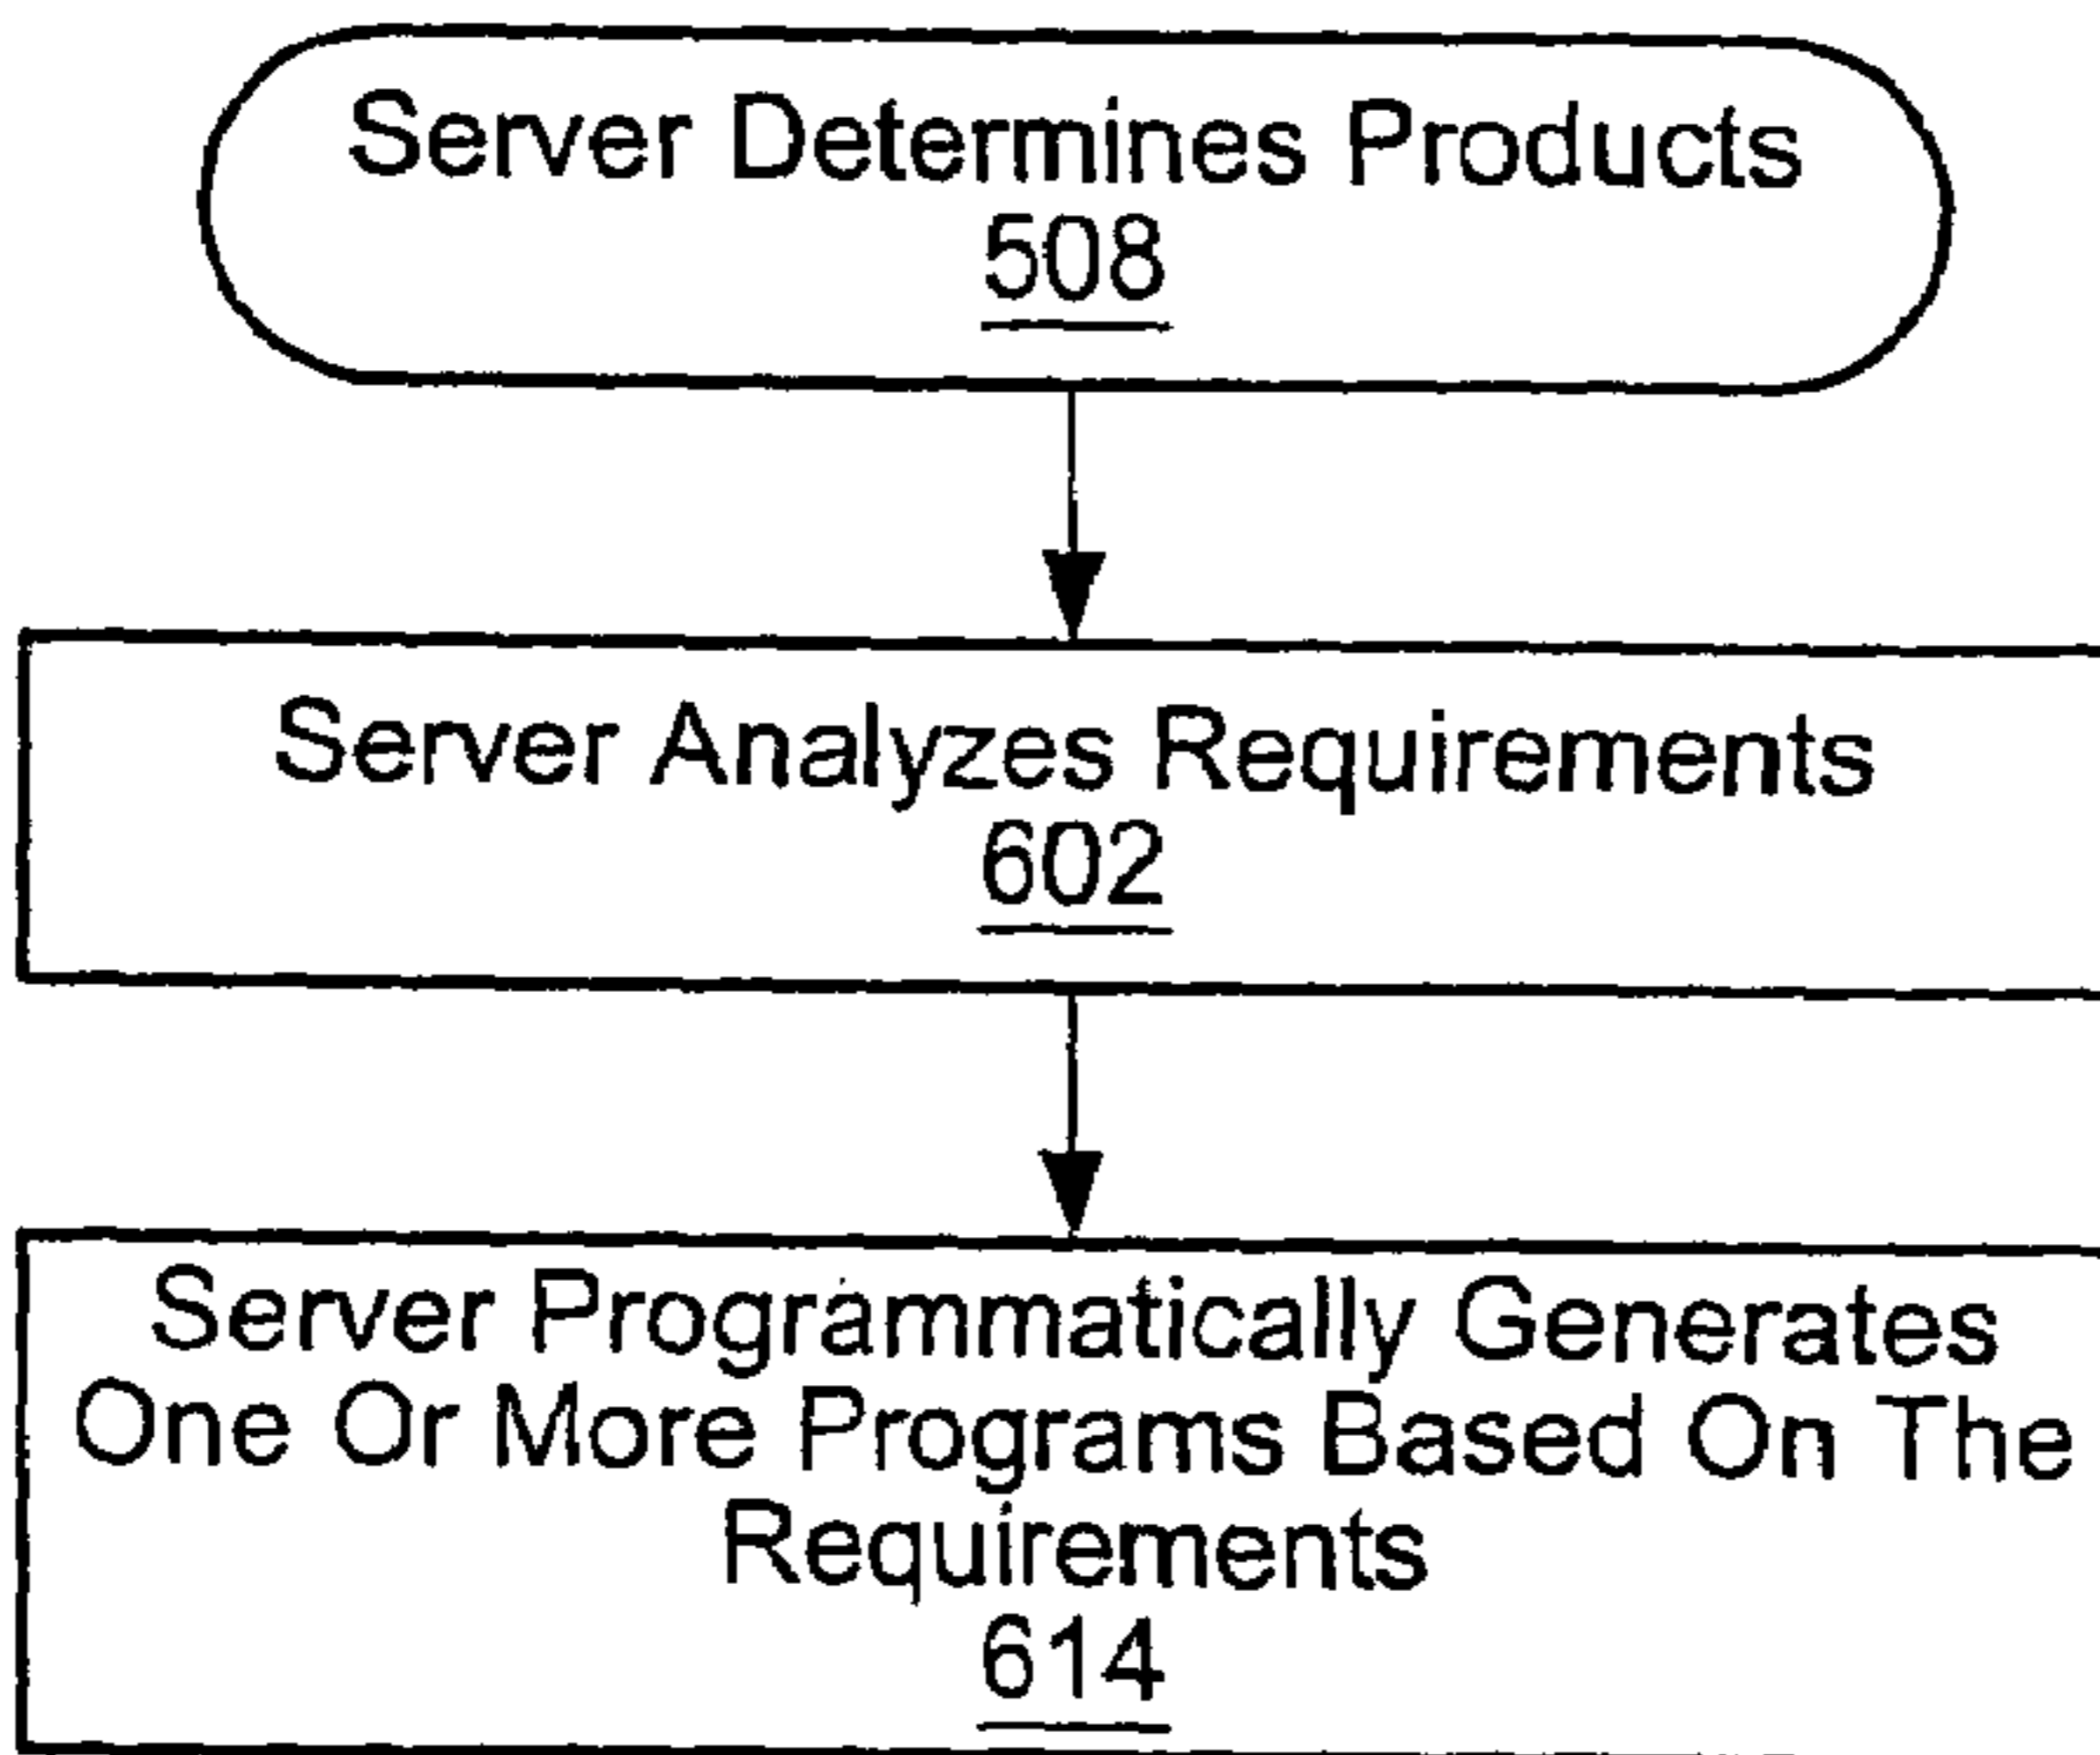 Server Determines Products
508
Server Analyzes Requirements
602
Server Programmatically Generates
One Or More Programs Based On The
Requirements
614